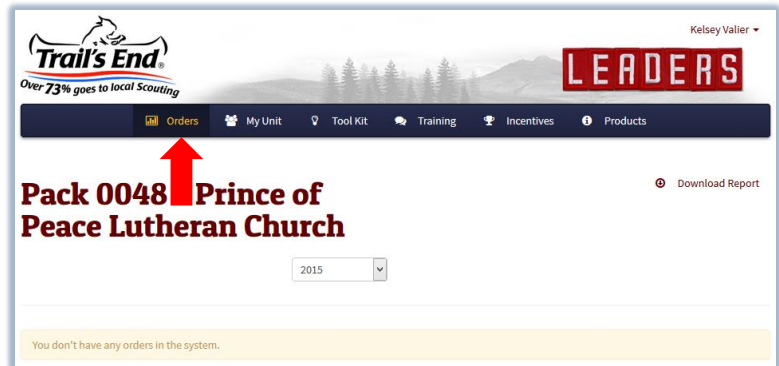 Kelsey Valier
Trail's End®
Over 73% goes to local Scouting
LEADERS
Orders My Unit Tool Kit Training Incentives Products
Pack 0048 Prince of
Peace Lutheran Church
Download Report
2015
You don't have any orders in the system.